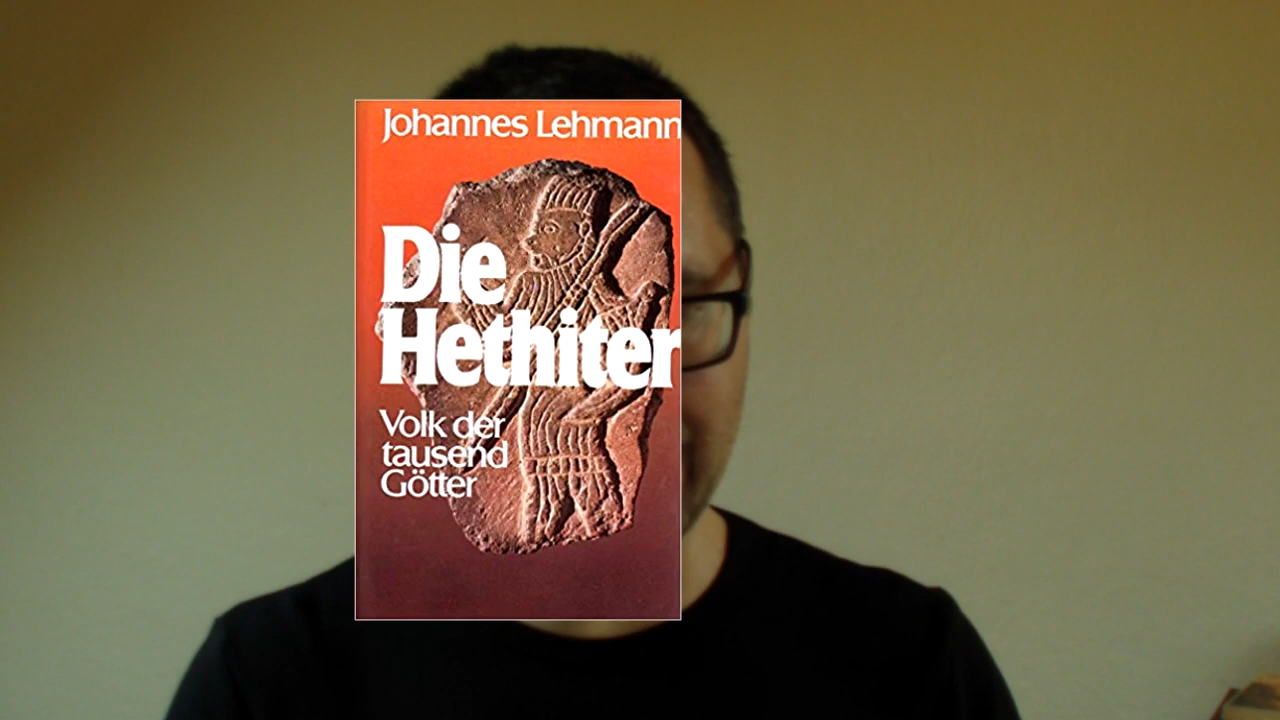 Johannes Lehmann
Die
Hethiter
Volk der
tausend
Götter